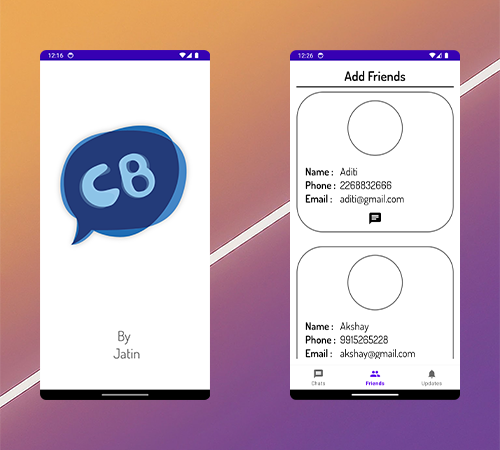 12:16
CB
By
Jatin
12:26
Add Friends
Name : Aditi
Phone : 2268832666
Email : aditi@gmail.com
Name : Akshay
Phone : 9915265228
Email : akshay@gmail.com
Chats Friends Updates